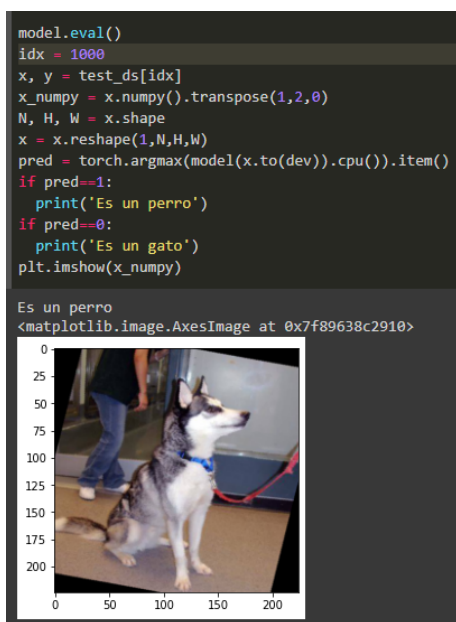 model.eval()
idx = 1000
x, y = test_ds[idx]
x_numpy = x.numpy().transpose(1,2,0)
N, H, W = x.shape
x = x.reshape(1,N,H,W)
pred = torch.argmax(model(x.to(dev)).cpu()).item()
if pred==1:
  print('Es un perro')
if pred==0:
  print('Es un gato')
plt.imshow(x_numpy)
Es un perro
<matplotlib.image.AxesImage at 0x7f89638c2910>
0
25
50
75
100
125
150
175
200
0 50 100 150 200